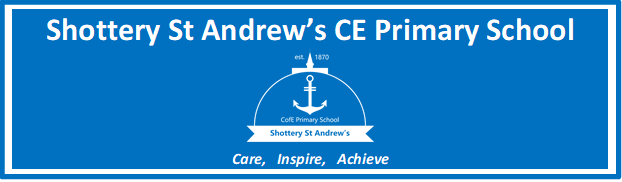 Shottery St Andrew’s CE Primary School
est. 1870
CofE Primary School
Shottery St Andrew’s
Care, Inspire, Achieve